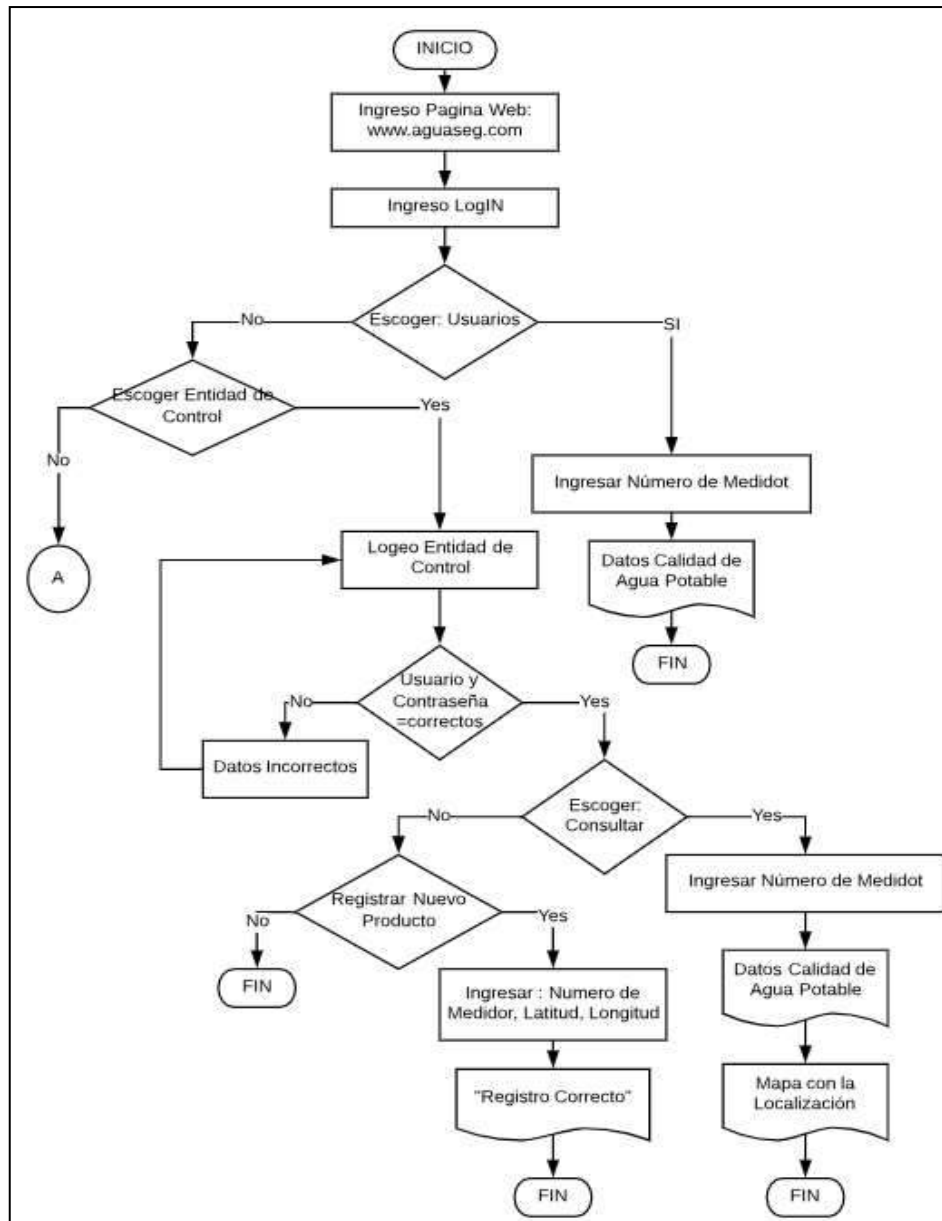 INICIO
Ingreso Pagina Web:
www.aguaseg.com
Ingreso LogIN
Escoger: Usuarios
No
SI
Escoger Entidad de
Control
Yes
No
Ingresar Número de Medidot
A
Logeo Entidad de
Control
Datos Calidad de
Agua Potable
FIN
Usuario y
Contraseña
=correctos
No
Yes
Datos Incorrectos
Escoger:
Consultar
No
Yes
Registrar Nuevo
Producto
Ingresar Número de Medidot
No
Yes
FIN
Datos Calidad de
Agua Potable
Ingresar : Numero de
Medidor, Latitud, Longitud
"Registro Correcto"
Mapa con la
Localización
FIN
FIN